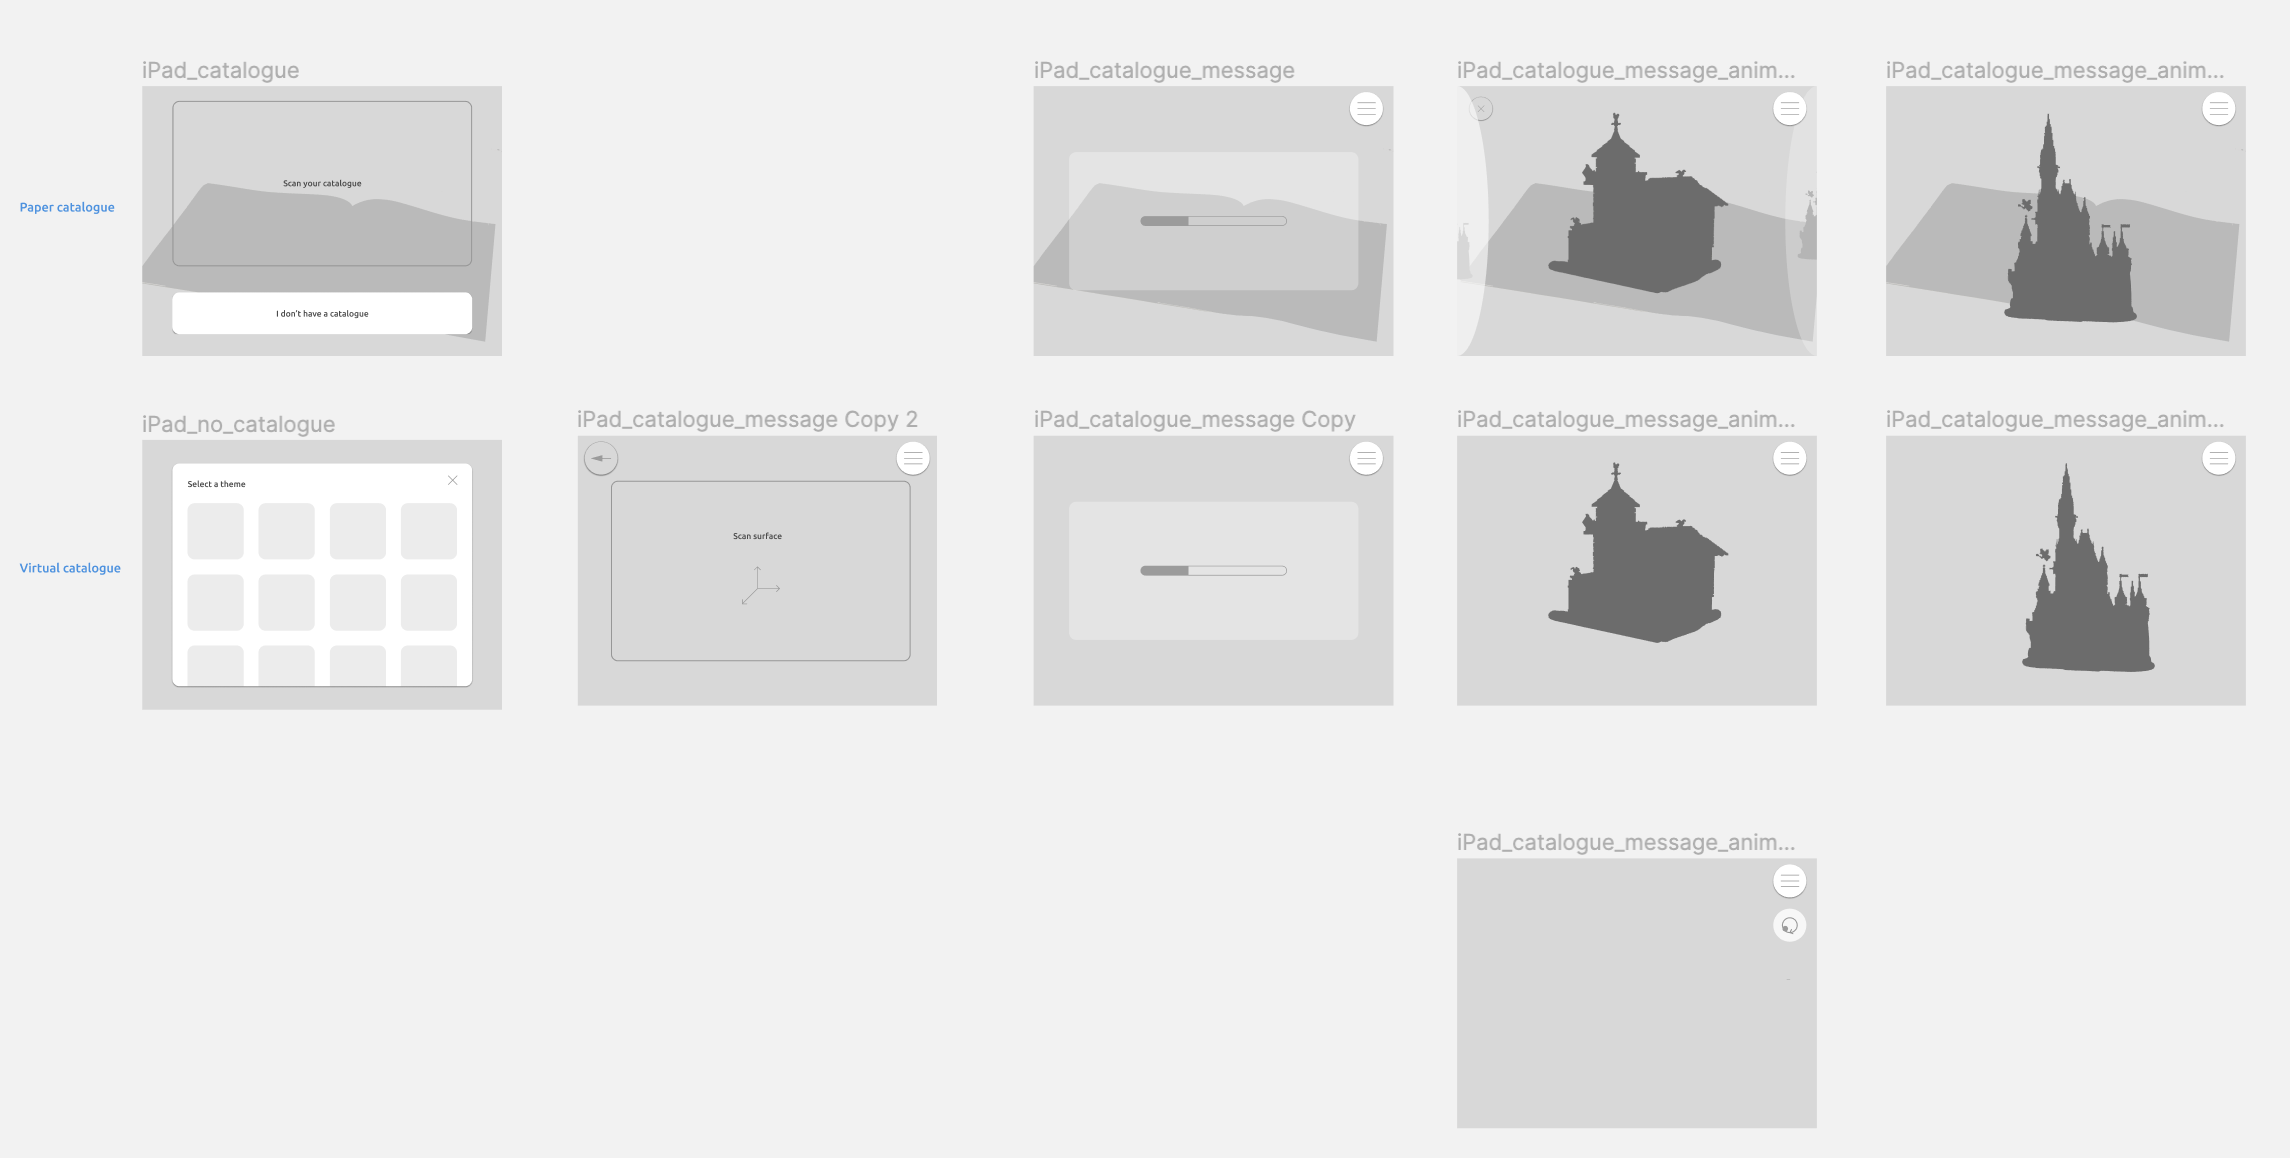 iPad_catalogue
iPad_catalogue_message
iPad_catalogue_message_anim...
iPad_catalogue_message_anim...
Scan your catalogue
Paper catalogue
I don't have a catalogue
iPad_no_catalogue
iPad_catalogue_message Copy 2
iPad_catalogue_message Copy
iPad_catalogue_message_anim...
iPad_catalogue_message_anim...
Select a theme
Scan surface
Virtual catalogue
iPad_catalogue_message_anim...